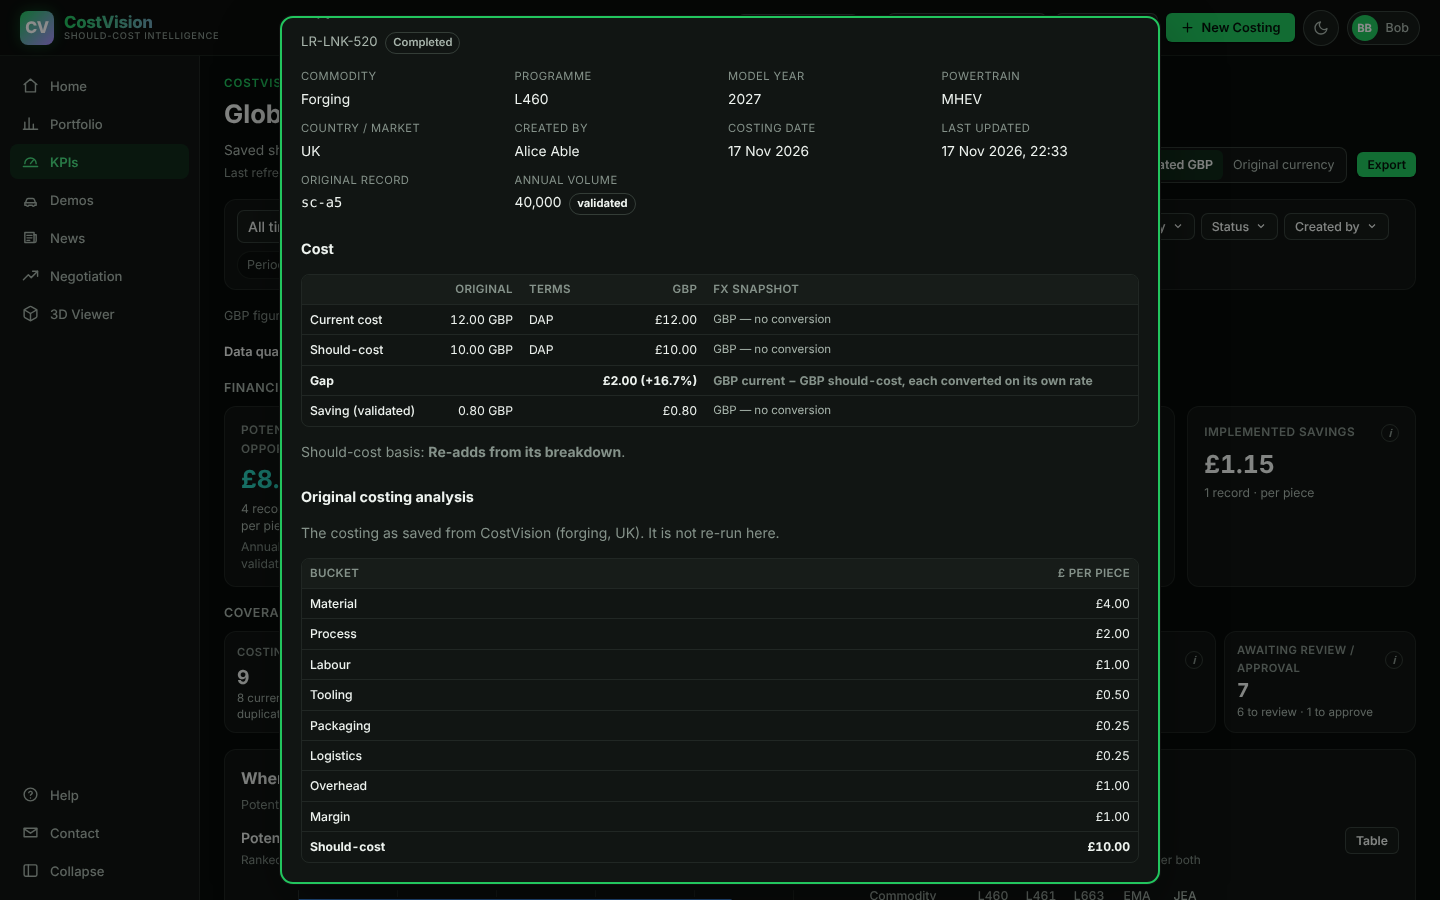 CV CostVision
SHOULD-COST INTELLIGENCE
New Costing
BB Bob
Home
Portfolio
KPIs
Demos
News
Negotiation
3D Viewer
Help
Contact
Collapse
Saved
Original currency
Export
Status
Created by
LR-LNK-520 Completed
COMMODITY PROGRAMME MODEL YEAR POWERTRAIN
Forging L460 2027 MHEV
COUNTRY / MARKET CREATED BY COSTING DATE LAST UPDATED
UK Alice Able 17 Nov 2026 17 Nov 2026, 22:33
ORIGINAL RECORD ANNUAL VOLUME
sc-a5 40,000 validated
Cost
ORIGINAL TERMS GBP FX SNAPSHOT
Current cost 12.00 GBP DAP £12.00 GBP — no conversion
Should-cost 10.00 GBP DAP £10.00 GBP — no conversion
Gap £2.00 (+16.7%) GBP current − GBP should-cost, each converted on its own rate
Saving (validated) 0.80 GBP £0.80 GBP — no conversion
Should-cost basis: Re-adds from its breakdown.
Original costing analysis
The costing as saved from CostVision (forging, UK). It is not re-run here.
BUCKET £ PER PIECE
Material £4.00
Process £2.00
Labour £1.00
Tooling £0.50
Packaging £0.25
Logistics £0.25
Overhead £1.00
Margin £1.00
Should-cost £10.00
IMPLEMENTED SAVINGS i
£1.15
1 record · per piece
9
i
AWAITING REVIEW / APPROVAL i
7
6 to review · 1 to approve
Table
er both
Commodity L460 L461 L663 EMA JEA